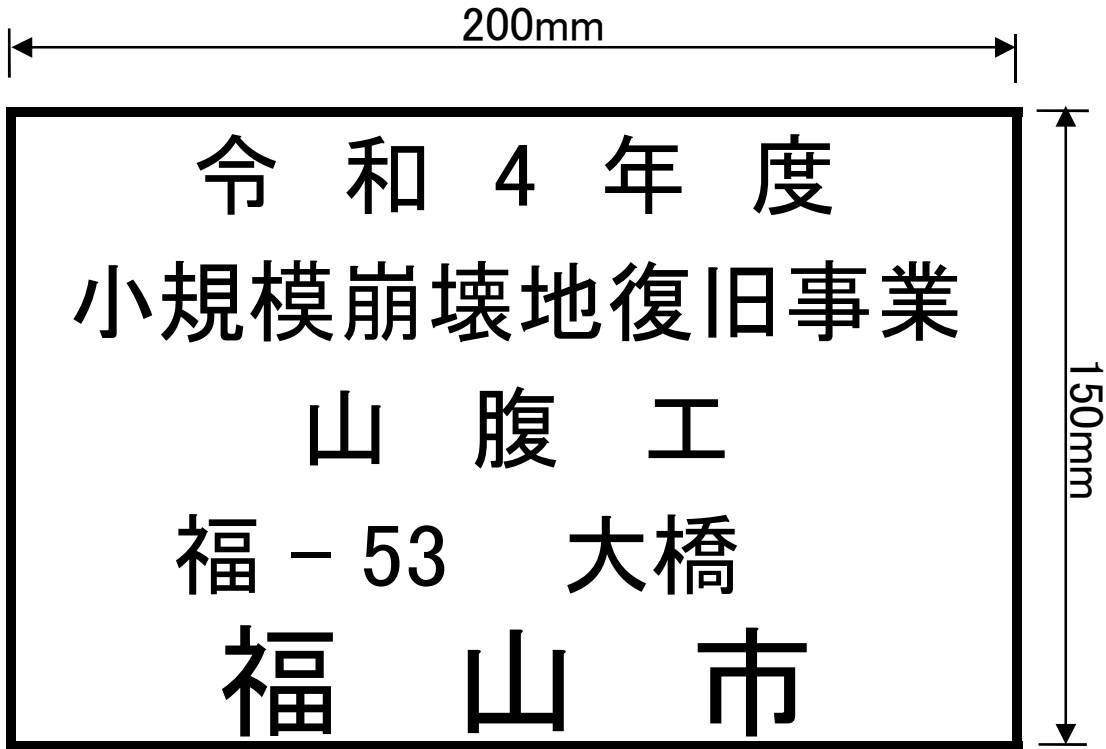 200mm
令 和 4 年 度
小規模崩壊地復旧事業
150mm
山 腹 工
福 － 53　大橋
福 山 市